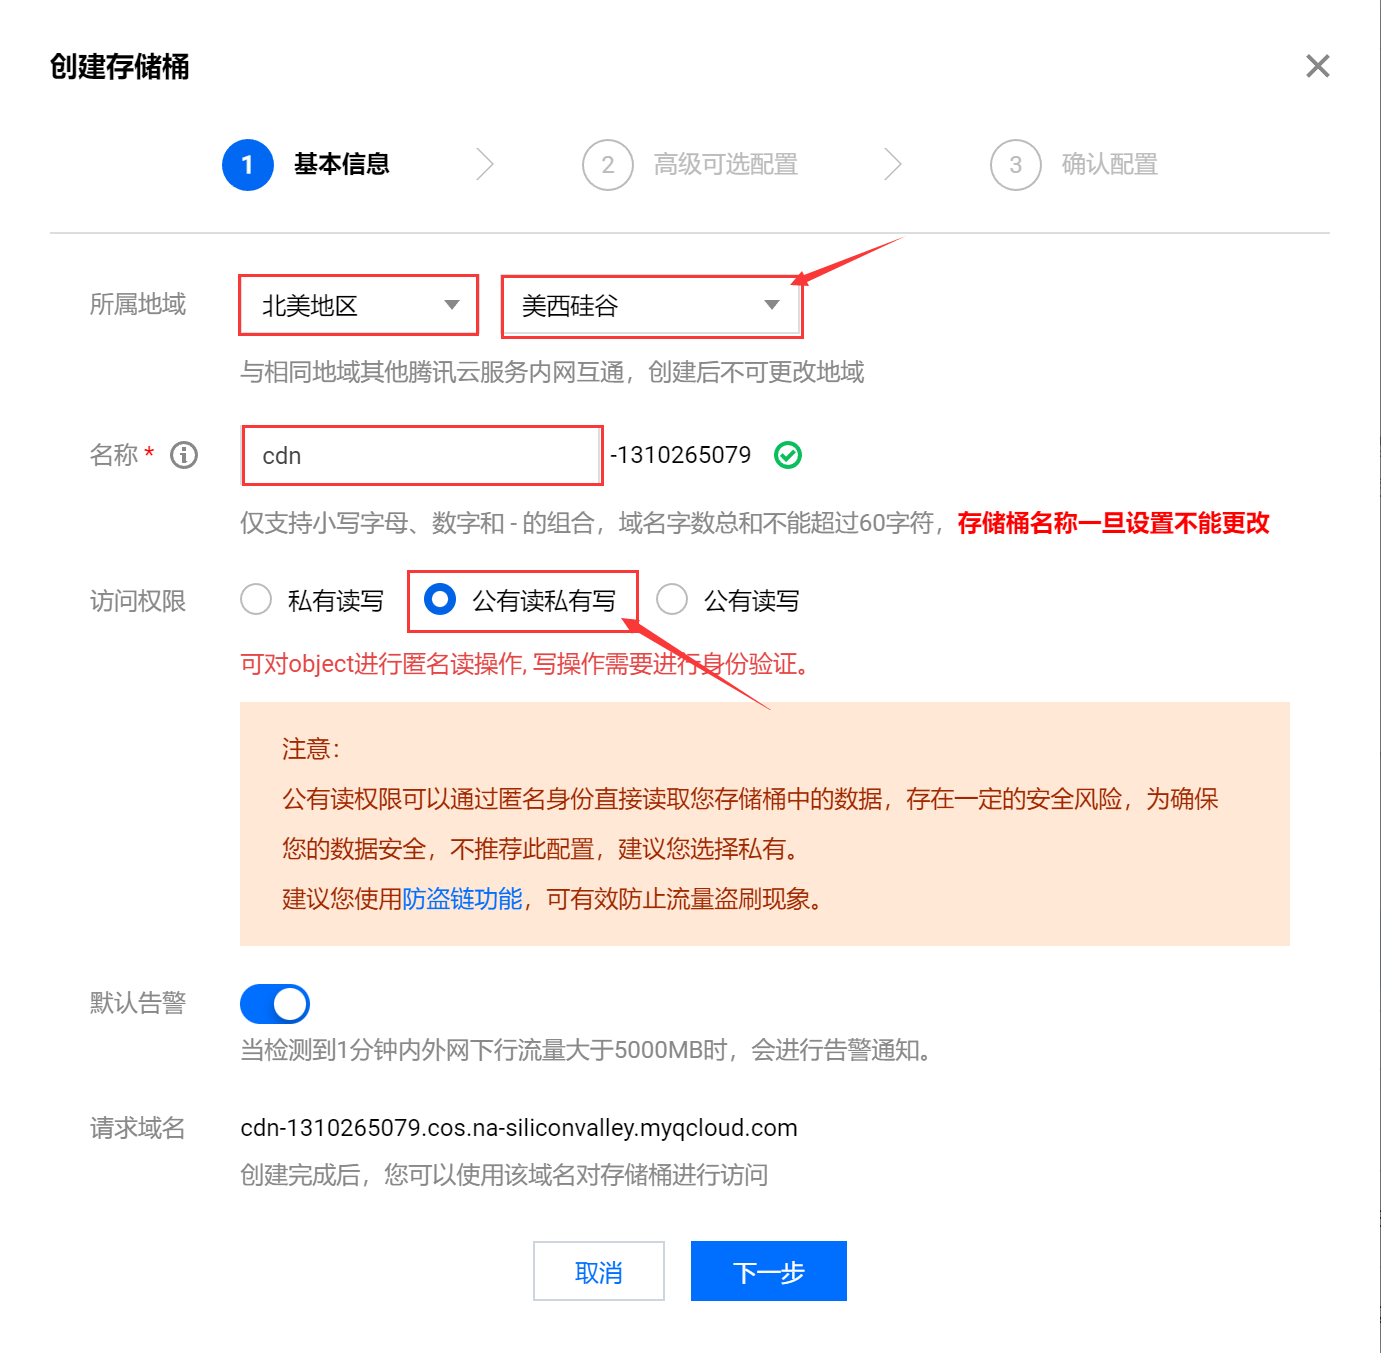 创建存储桶
1 基本信息 2 高级可选配置 3 确认配置
所属地域 北美地区 美西硅谷
与相同地域其他腾讯云服务内网互通，创建后不可更改地域
名称 * cdn -1310265079
仅支持小写字母、数字和 - 的组合，域名字数总和不能超过60字符，存储桶名称一旦设置不能更改
访问权限 私有读写 公有读私有写 公有读写
可对object进行匿名读操作, 写操作需要进行身份验证。
注意：
公有读权限可以通过匿名身份直接读取您存储桶中的数据，存在一定的安全风险，为确保
您的数据安全，不推荐此配置，建议您选择私有。
建议您使用防盗链功能，可有效防止流量盗刷现象。
默认告警
当检测到1分钟内外网下行流量大于5000MB时，会进行告警通知。
请求域名 cdn-1310265079.cos.na-siliconvalley.myqcloud.com
创建完成后，您可以使用该域名对存储桶进行访问
取消 下一步